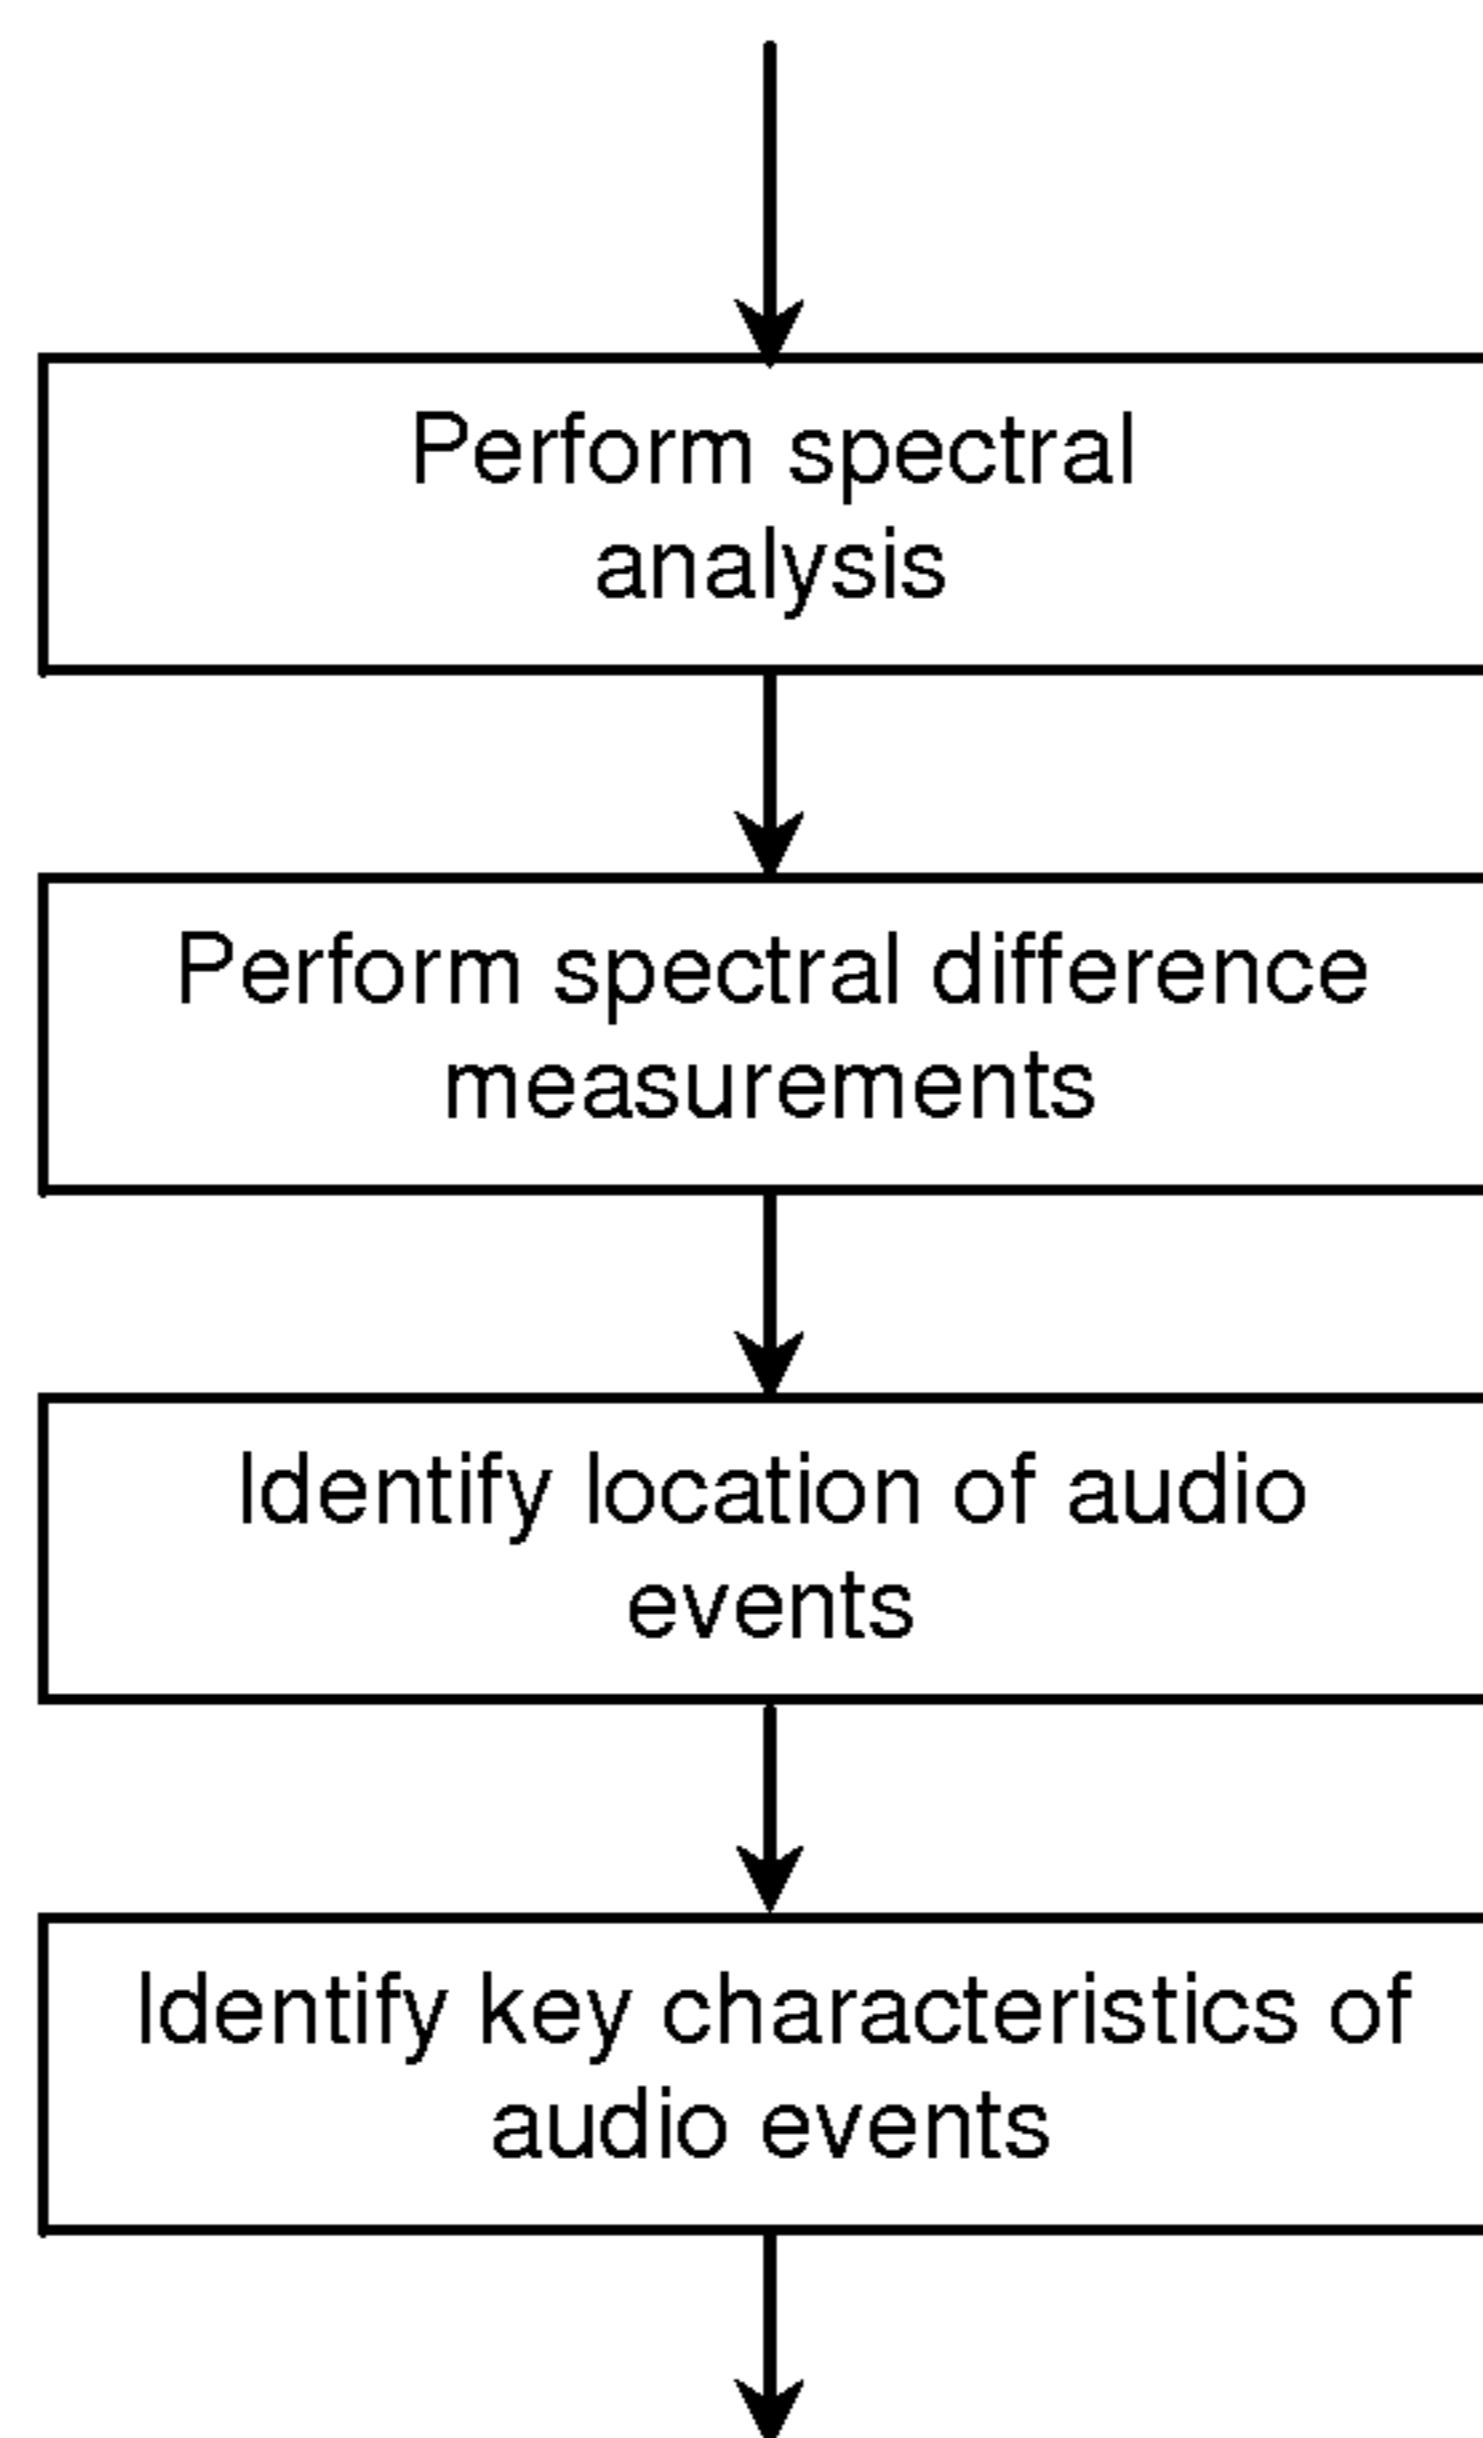 Perform spectral
analysis
Perform spectral difference
measurements
Identify location of audio
events
Identify key characteristics of
audio events